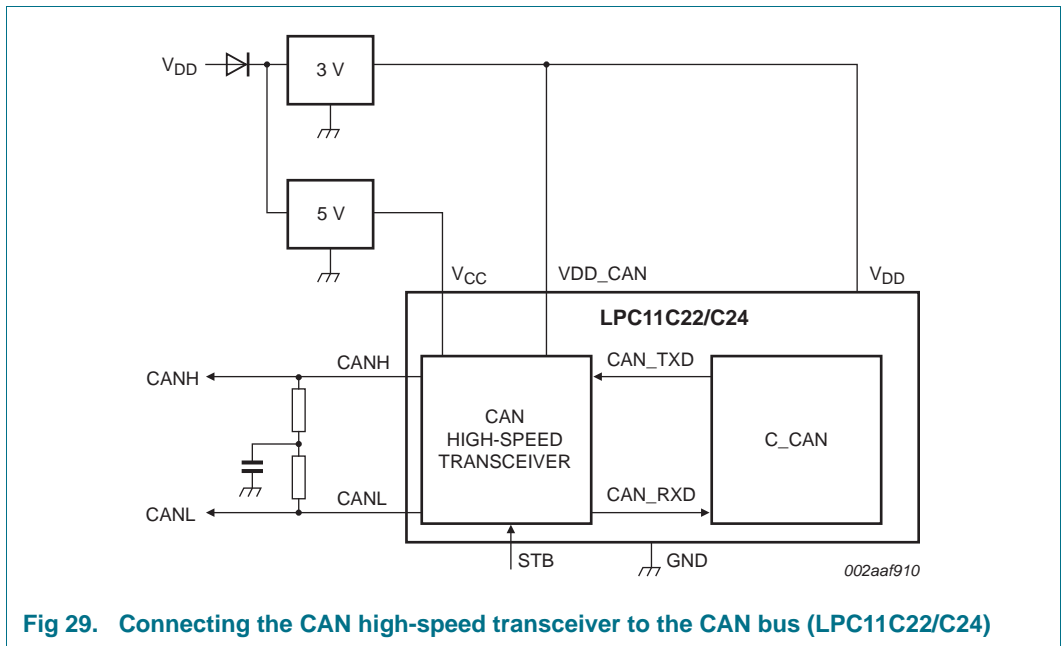 VDD
3 V
5 V
VCC
VDD_CAN
VDD
LPC11C22/C24
CANH
CANH
CAN_TXD
CAN
HIGH-SPEED
TRANSCEIVER
C_CAN
CANL
CANL
CAN_RXD
STB
GND
002aaf910
Fig 29. Connecting the CAN high-speed transceiver to the CAN bus (LPC11C22/C24)